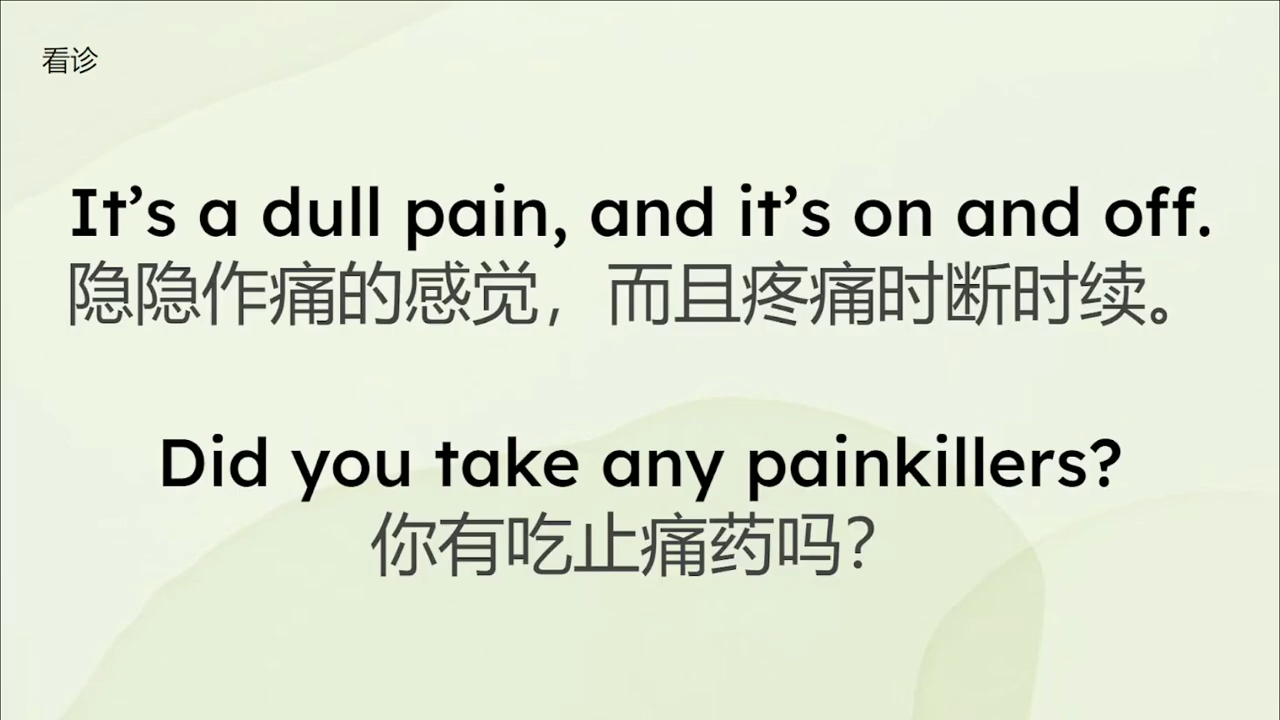 看诊
It’s a dull pain, and it’s on and off.
隐隐作痛的感觉，而且疼痛时断时续。
Did you take any painkillers?
你有吃止痛药吗？